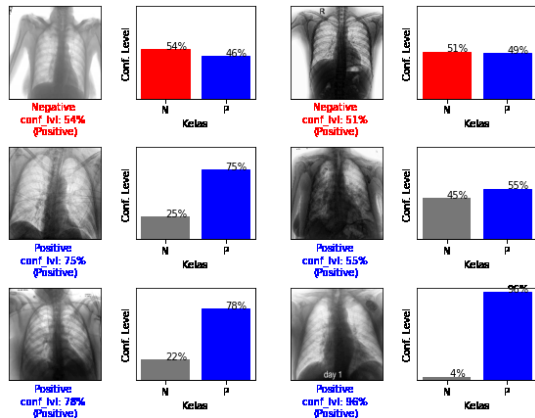 R
Conf. Level
54%
46%
N
P
Kelas
Negative
conf_lvl: 54%
(Positive)
Conf. Level
51%
49%
N
P
Kelas
Negative
conf_lvl: 51%
(Positive)
Conf. Level
25%
75%
N
P
Kelas
Positive
conf_lvl: 75%
(Positive)
Conf. Level
45%
55%
N
P
Kelas
Positive
conf_lvl: 55%
(Positive)
Conf. Level
22%
78%
N
P
Kelas
Positive
conf_lvl: 78%
(Positive)
day 1
Conf. Level
4%
96%
N
P
Kelas
Positive
conf_lvl: 96%
(Positive)